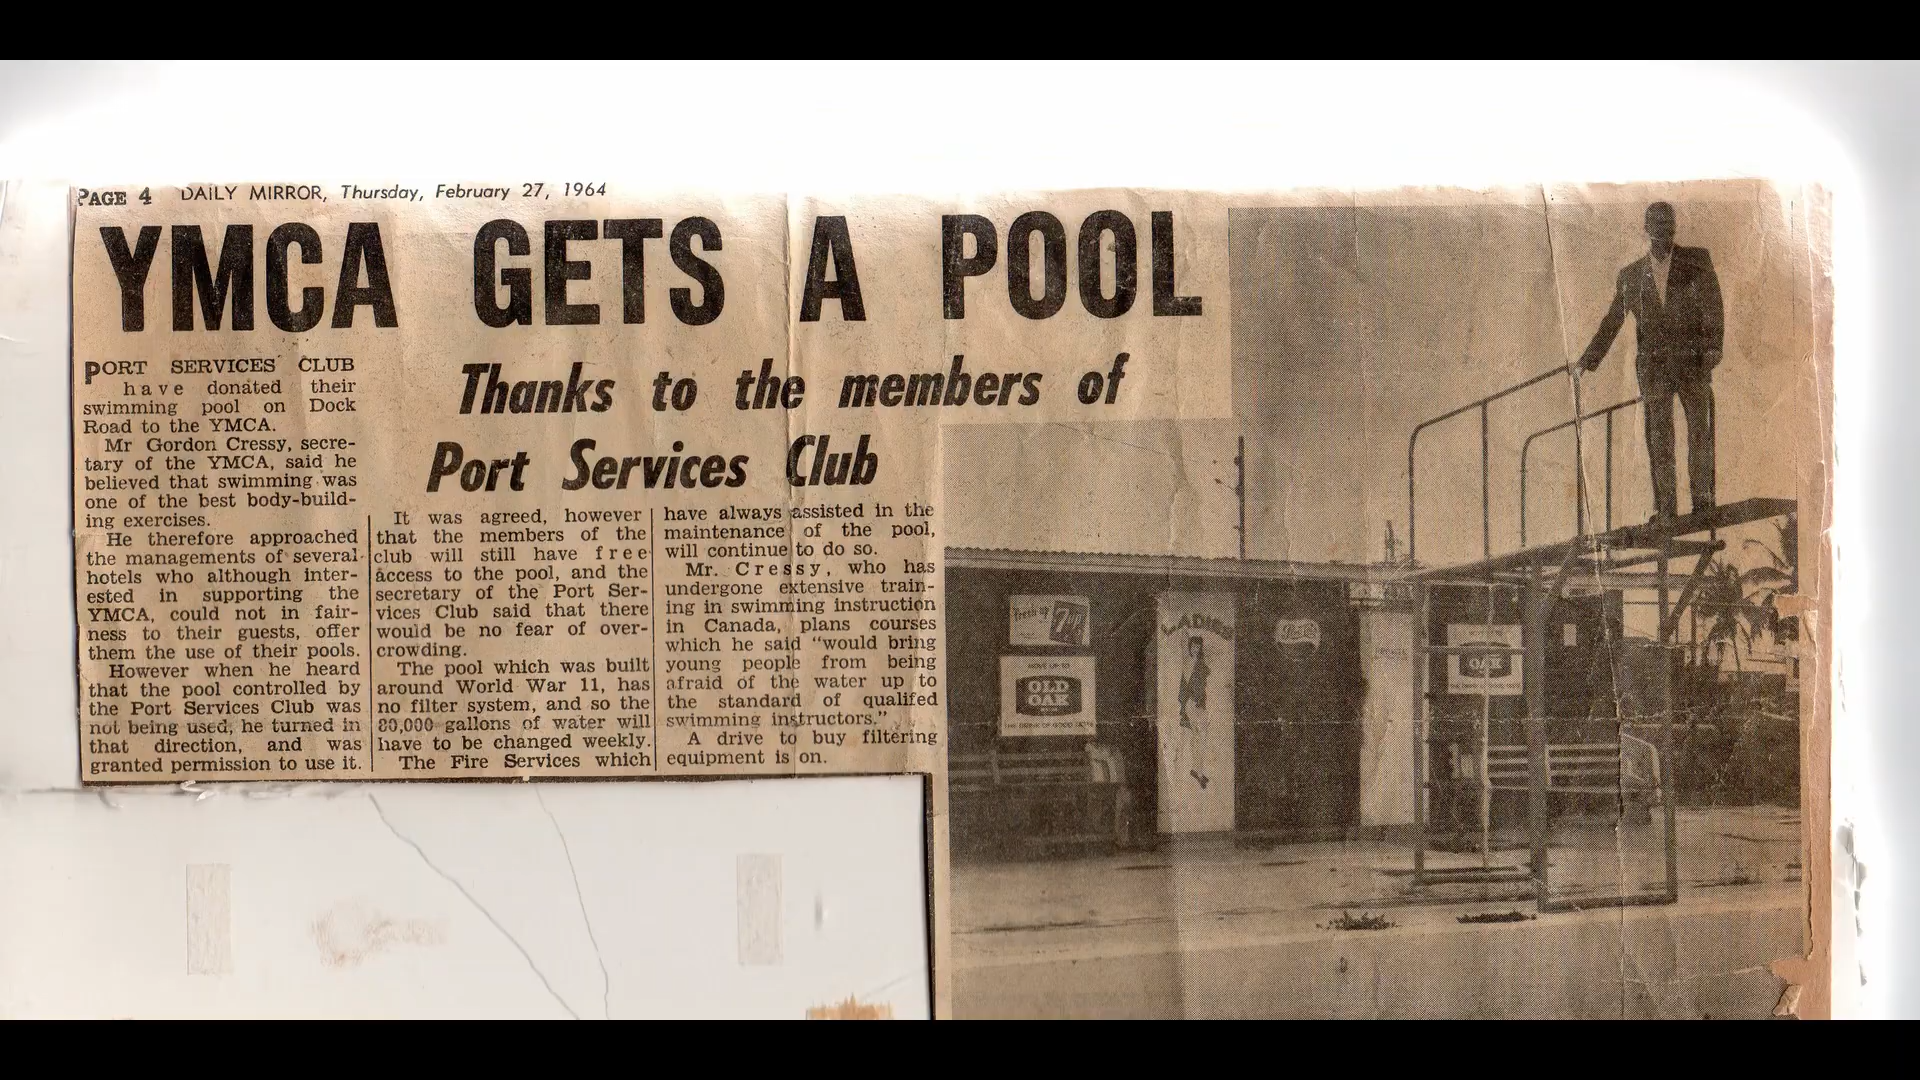 PAGE 4 DAILY MIRROR, Thursday, February 27, 1964
YMCA GETS A POOL
Thanks to the members of
Port Services Club
PORT SERVICES CLUB
have donated their
swimming pool on Dock
Road to the YMCA.
Mr Gordon Cressy, secre-
tary of the YMCA, said he
believed that swimming was
one of the best body-build-
ing exercises.
He therefore approached
the managements of several
hotels who although inter-
ested in supporting the
YMCA, could not in fair-
ness to their guests, offer
them the use of their pools.
However when he heard
that the pool controlled by
the Port Services Club was
not being used, he turned in
that direction, and was
granted permission to use it.
It was agreed, however
that the members of the
club will still have free
access to the pool, and the
secretary of the Port Ser-
vices Club said that there
would be no fear of over-
crowding.
The pool which was built
around World War 11, has
no filter system, and so the
80,000 gallons of water will
have to be changed weekly.
The Fire Services which
have always assisted in the
maintenance of the pool,
will continue to do so.
Mr. Cressy, who has
undergone extensive train-
ing in swimming instruction
in Canada, plans courses
which he said "would bring
young people from being
afraid of the water up to
the standard of qualifed
swimming instructors."
A drive to buy filtering
equipment is on.
fresh up 7up
MOVE UP TO
OLD
OAK
LADIES
OAK